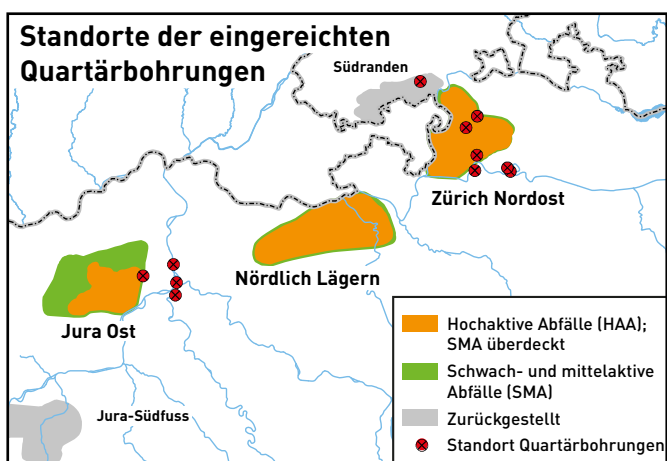 Standorte der eingereichten
Quartärbohrungen
Südranden
Zürich Nordost
Nördlich Lägern
Jura Ost
Jura-Südfuss
Hochaktive Abfälle (HAA);
SMA überdeckt
Schwach- und mittelaktive
Abfälle (SMA)
Zurückgestellt
Standort Quartärbohrungen